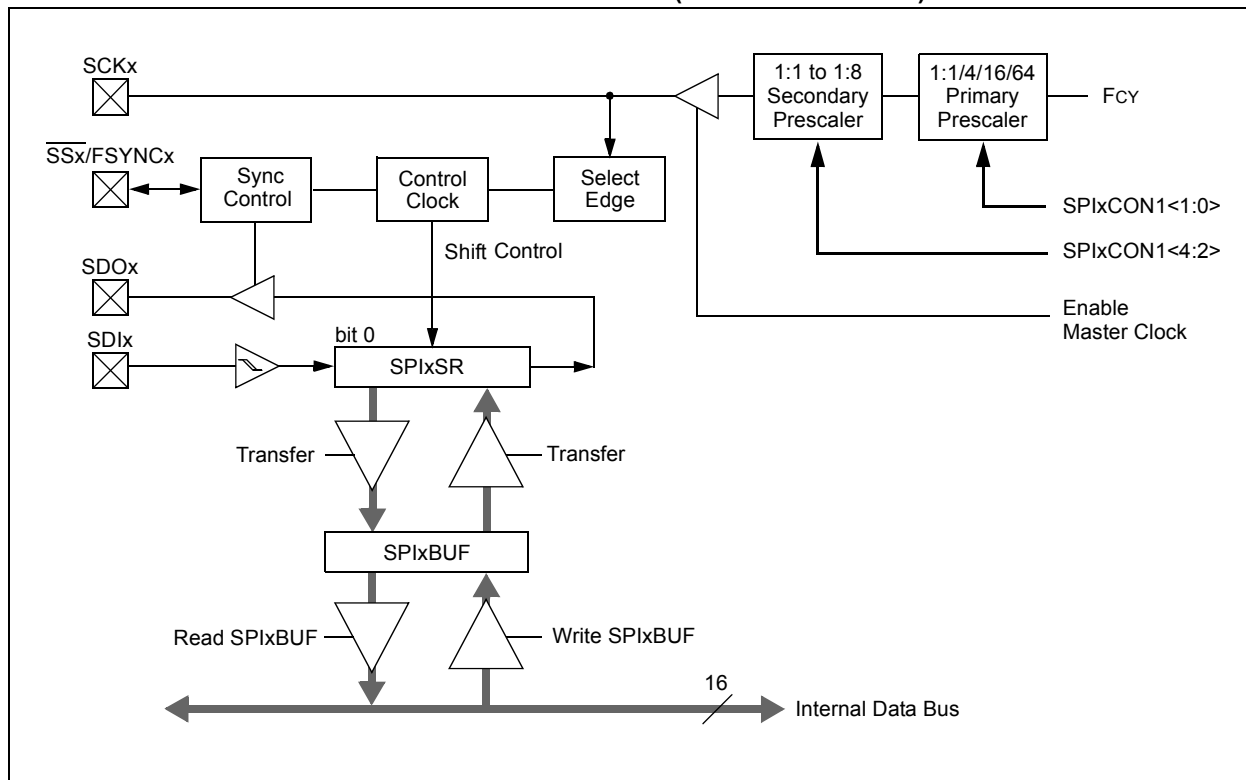 SCKx
1:1 to 1:8
Secondary
Prescaler
1:1/4/16/64
Primary
Prescaler
FCY
SSx/FSYNCx
Sync
Control
Control
Clock
Select
Edge
SPIxCON1<1:0>
Shift Control
SPIxCON1<4:2>
SDOx
Enable
Master Clock
SDIx
bit 0
SPIxSR
Transfer
Transfer
SPIxBUF
Read SPIxBUF
Write SPIxBUF
16
Internal Data Bus